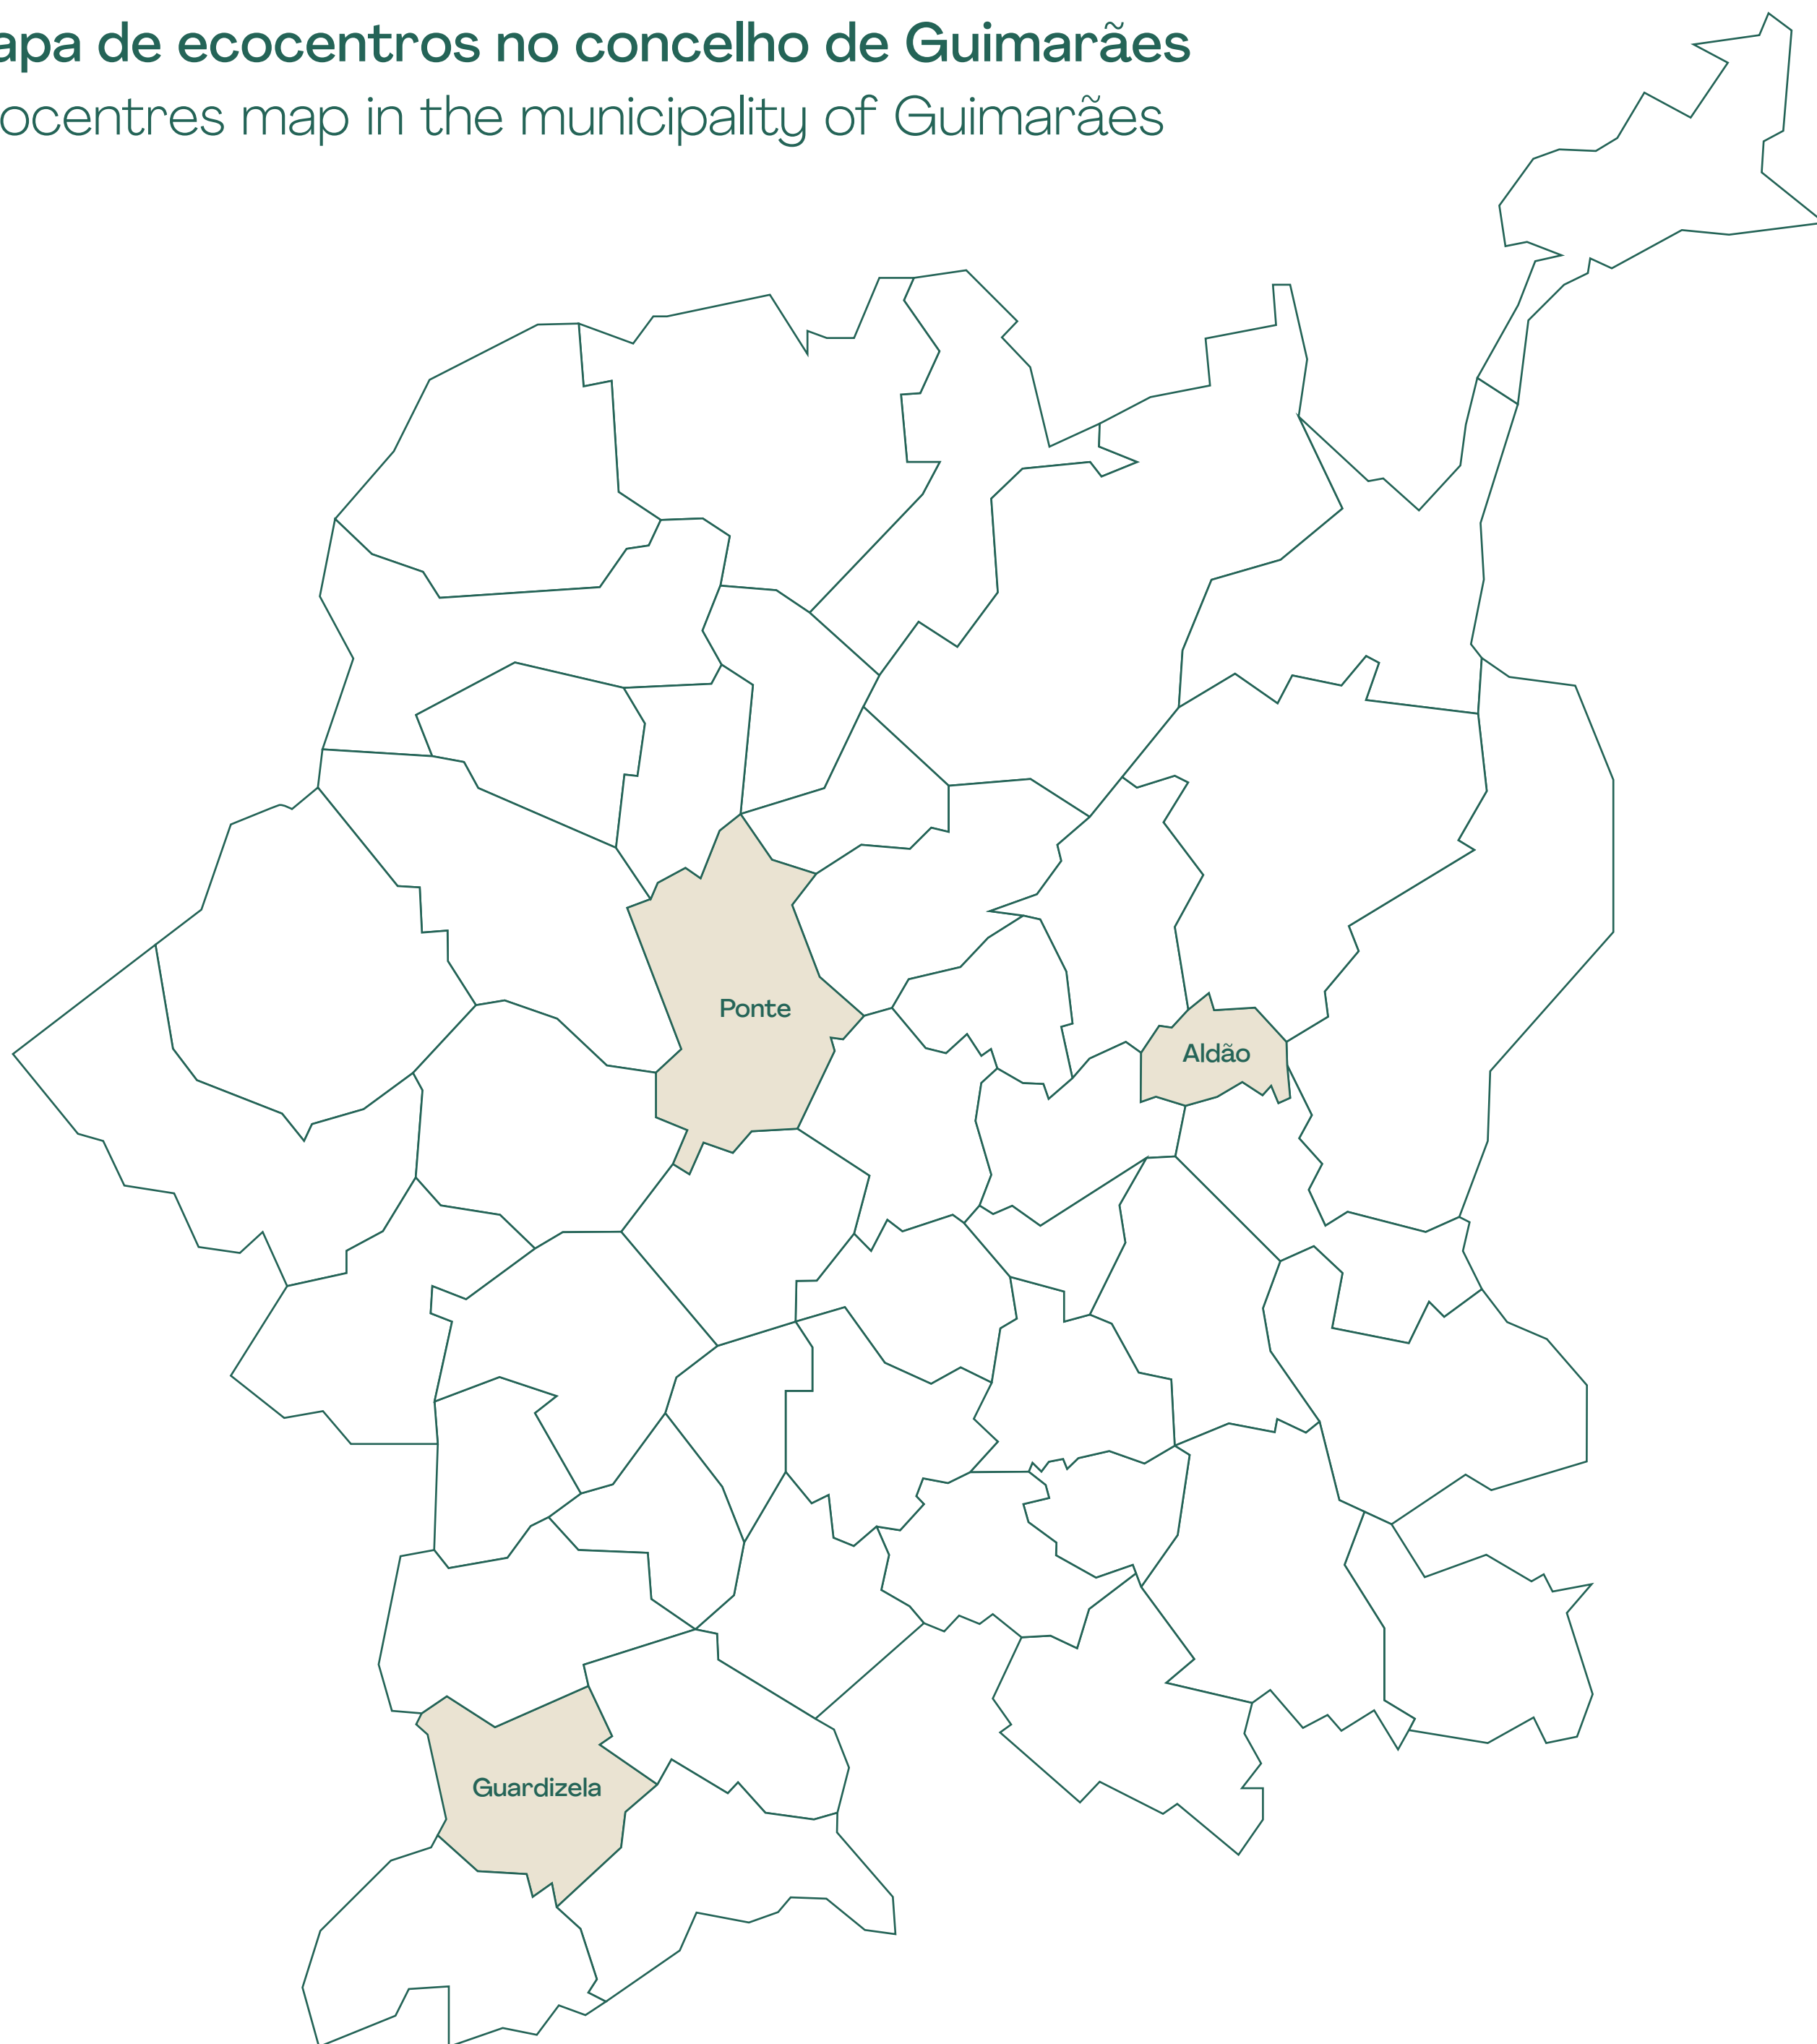 apa de ecocentros no concelho de Guimarães
ocentres map in the municipality of Guimarães
Ponte
Aldão
Guardizela